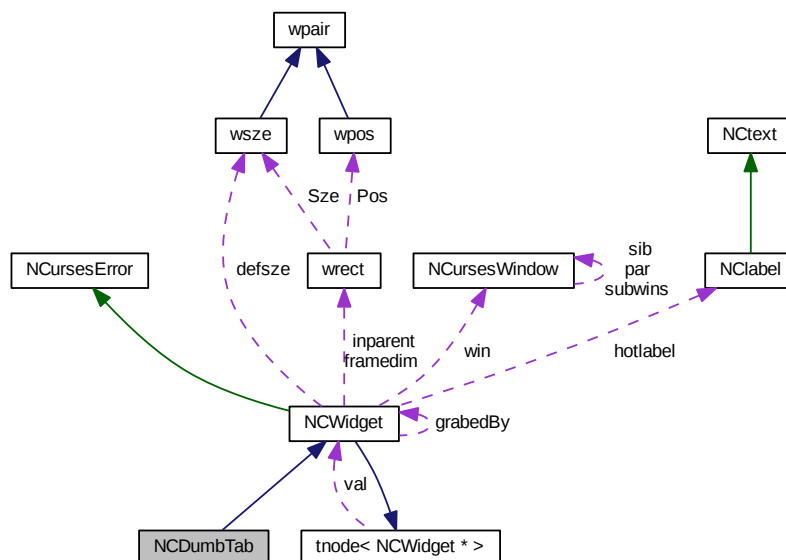 wpair
wsze
wpos
NCtext
Sze
Pos
NCursesError
defsze
wrect
NCursesWindow
sib
par
subwins
NClabel
inparent
framedim
win
hotlabel
NCWidget
grabedBy
val
NCDumbTab
tnode< NCWidget * >